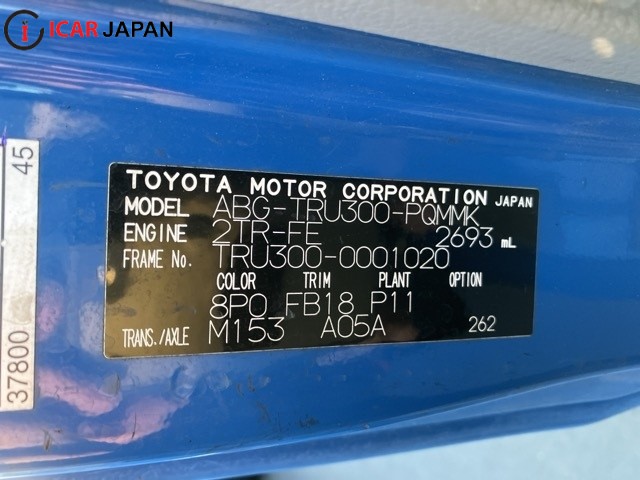 ICAR JAPAN
45
37800
TOYOTA MOTOR CORPORATION JAPAN
MODEL ABG-TRU300-PQMMK
ENGINE 2TR-FE 2693 mL
FRAME No. TRU300-0001020
COLOR TRIM PLANT OPTION
8P0 FB18 P11
TRANS./AXLE M153 A05A 262